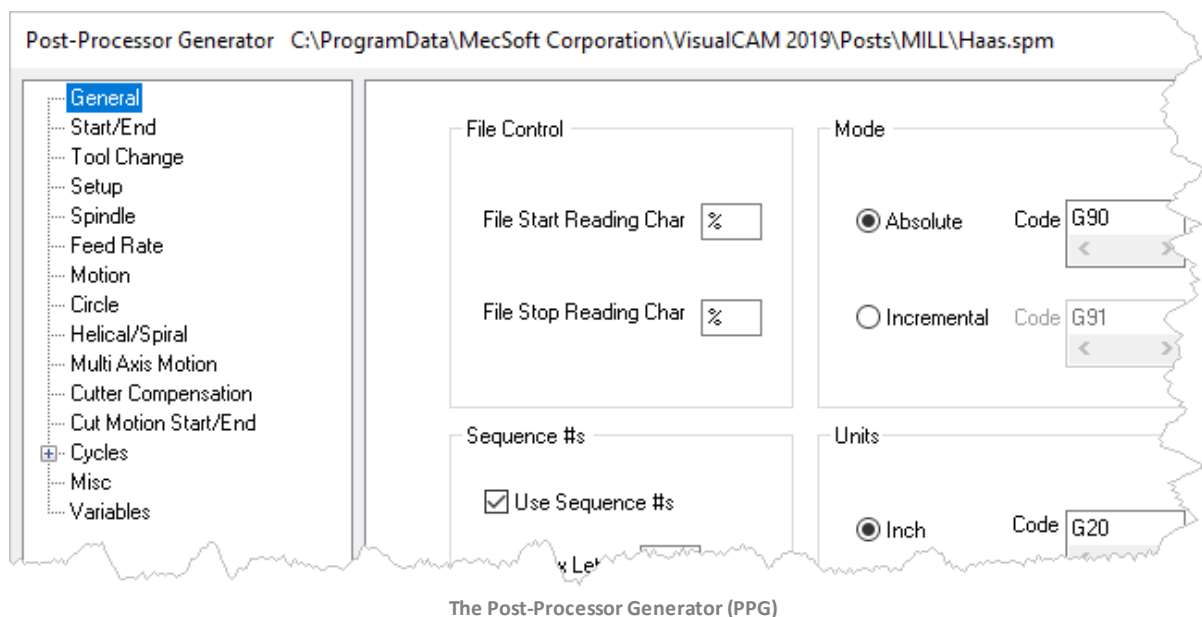 Post-Processor Generator C:\ProgramData\MecSoft Corporation\VisualCAM 2019\Posts\MILL\Haas.spm
General
Start/End
Tool Change
Setup
Spindle
Feed Rate
Motion
Circle
Helical/Spiral
Multi Axis Motion
Cutter Compensation
Cut Motion Start/End
Cycles
Misc
Variables
File Control
File Start Reading Char %
File Stop Reading Char %
Mode
Absolute Code G90
Incremental Code G91
Sequence #s
Use Sequence #s
Units
Inch Code G20
The Post-Processor Generator (PPG)